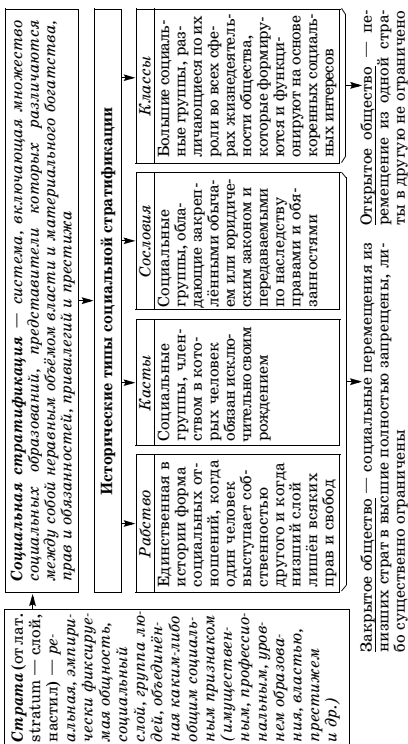 Страта (от лат.
stratum — слой,
настил) — ре-
альная, эмпири-
чески фиксируе-
мая общность,
социальный
слой, группа лю-
дей, объединён-
ная каким-либо
общим социаль-
ным признаком
(имуществен-
ным, профессио-
нальным, уров-
нем образова-
ния, властью,
престижем
и др.)
Социальная стратификация — система, включающая множество
социальных образований, представители которых различаются
между собой неравным объёмом власти и материального богатства,
прав и обязанностей, привилегий и престижа
Исторические типы социальной стратификации
Рабство
Единственная в
истории форма
социальных от-
ношений, когда
один человек
выступает соб-
ственностью
другого и когда
низший слой
лишён всяких
прав и свобод
Касты
Социальные
группы, член-
ством в кото-
рых человек
обязан исклю-
чительно своим
рождением
Сословия
Социальные
группы, обла-
дающие закреп-
лёнными обыча-
ем или юридиче-
ским законом и
передаваемыми
по наследству
правами и обя-
занностями
Классы
Большие социаль-
ные группы, раз-
личающиеся по их
роли во всех сфе-
рах жизнедеятель-
ности общества,
которые формиру-
ются и функци-
онируют на основе
коренных социаль-
ных интересов
Закрытое общество — социальные перемещения из
низших страт в высшие полностью запрещены, ли-
бо существенно ограничены
Открытое общество — пе-
ремещение из одной стра-
ты в другую не ограничено